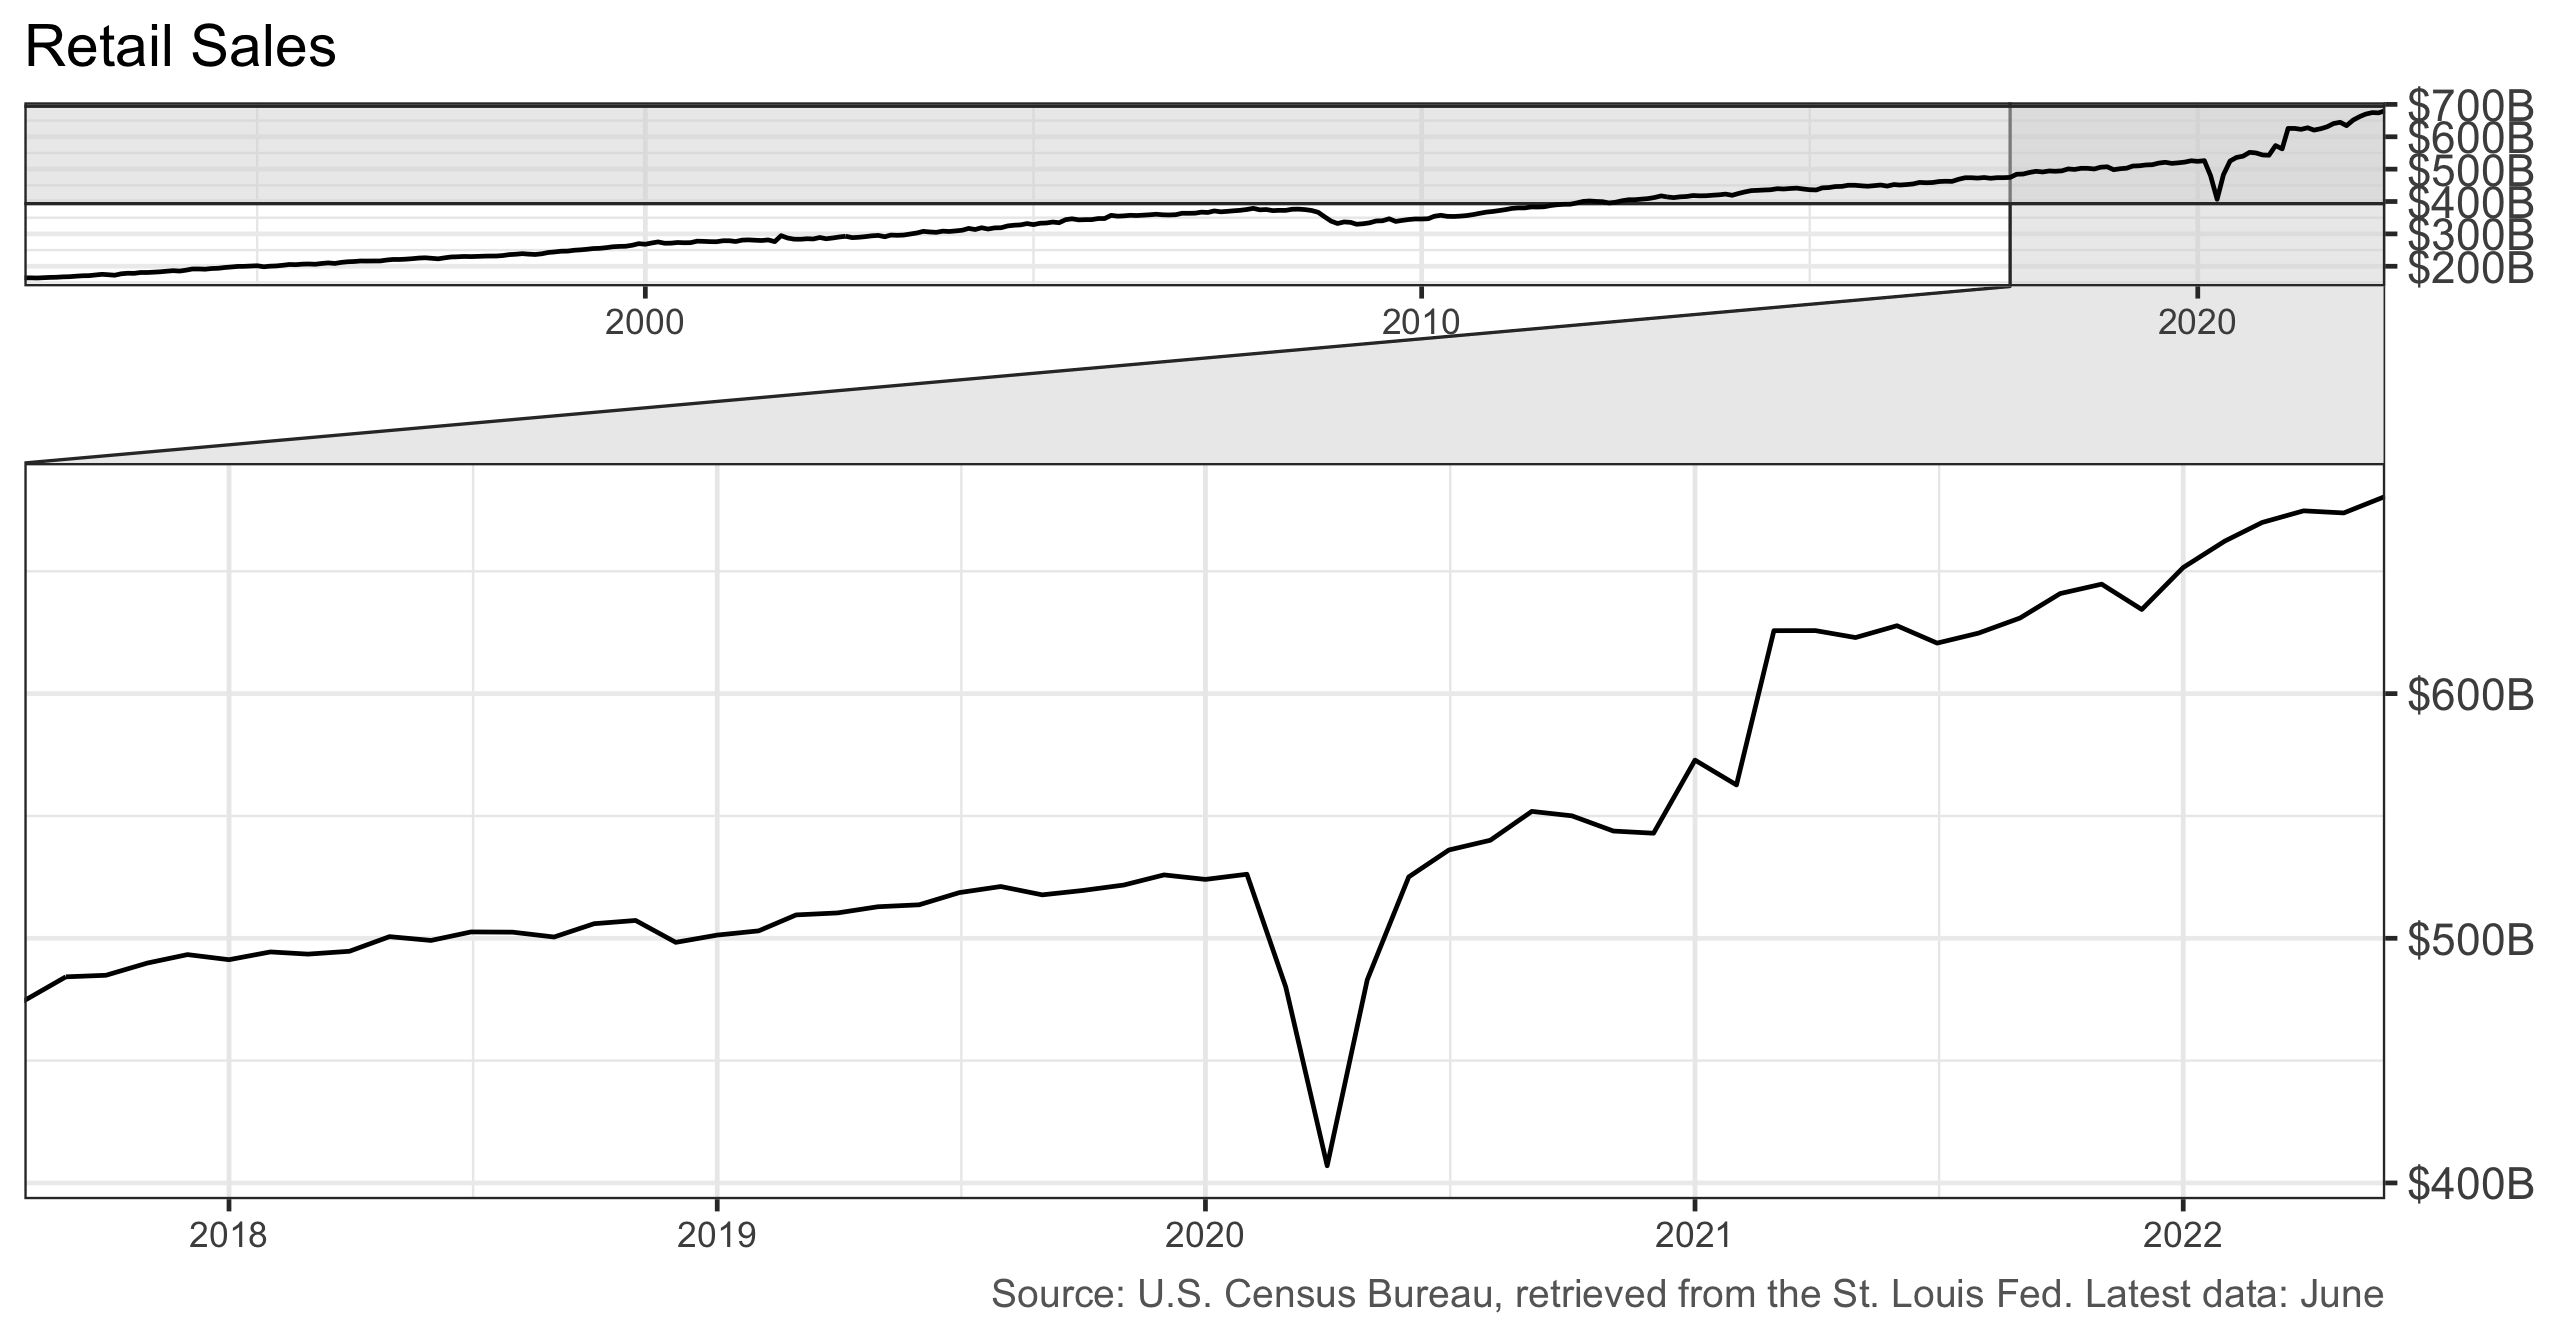 Retail Sales
$700B
$600B
$500B
$400B
$300B
$200B
2000 2010 2020
$600B
$500B
$400B
2018 2019 2020 2021 2022
Source: U.S. Census Bureau, retrieved from the St. Louis Fed. Latest data: June